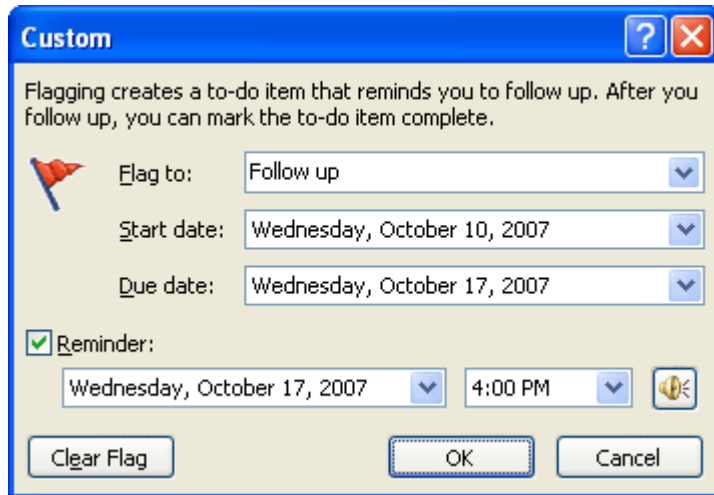 Custom
Flagging creates a to-do item that reminds you to follow up. After you
follow up, you can mark the to-do item complete.
Flag to: Follow up
Start date: Wednesday, October 10, 2007
Due date: Wednesday, October 17, 2007
Reminder:
Wednesday, October 17, 2007 4:00 PM
Clear Flag OK Cancel